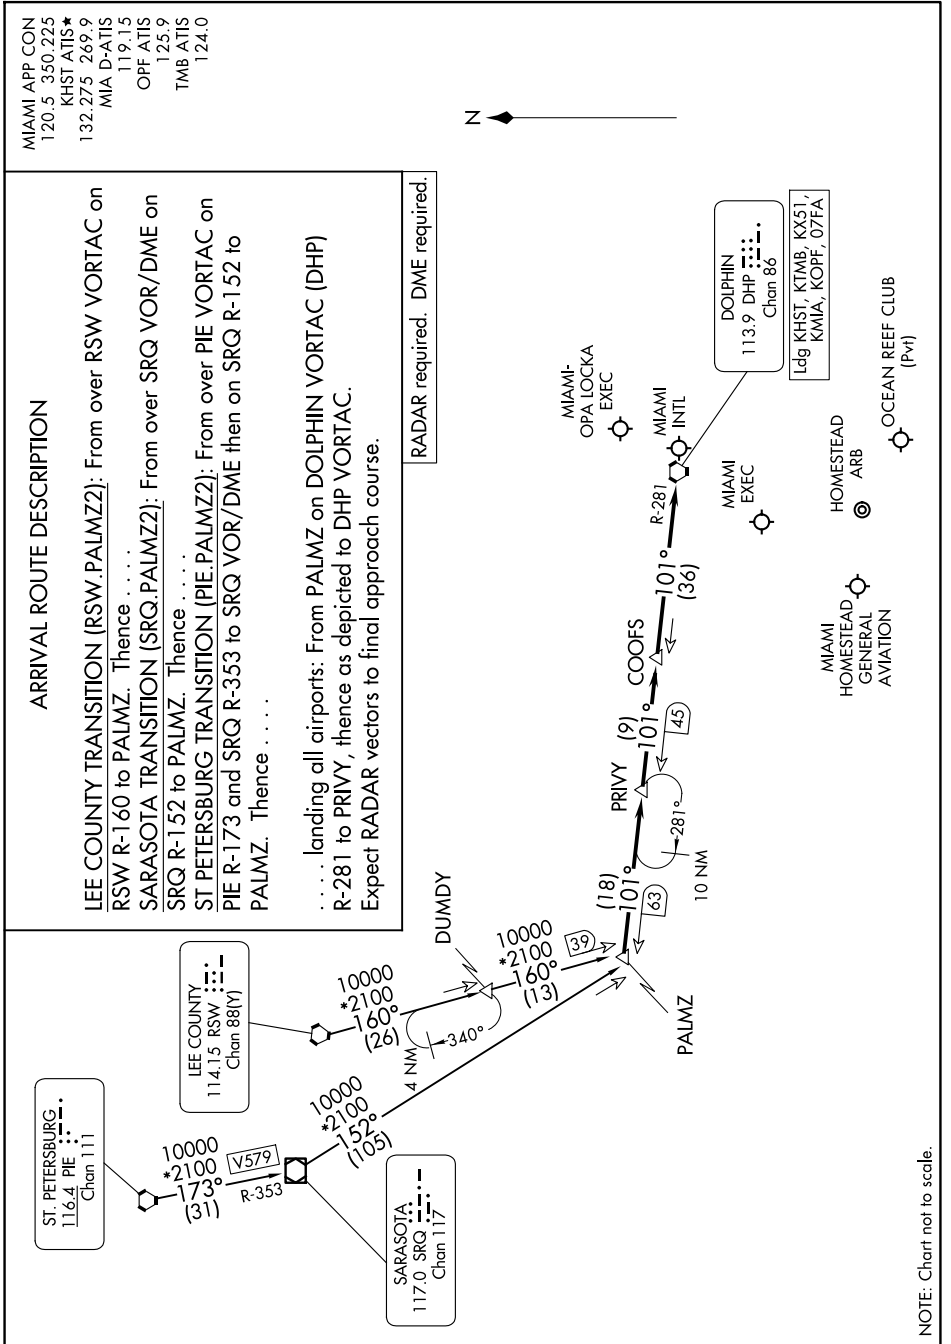 MIAMI APP CON
120.5 350.225
KHST ATIS★
132.275 269.9
MIA D-ATIS
119.15
OPF ATIS
125.9
TMB ATIS
124.0
ARRIVAL ROUTE DESCRIPTION
LEE COUNTY TRANSITION (RSW.PALMZ2): From over RSW VORTAC on
RSW R-160 to PALMZ. Thence . . . .
SARASOTA TRANSITION (SRQ.PALMZ2): From over SRQ VOR/DME on
SRQ R-152 to PALMZ. Thence . . . .
ST PETERSBURG TRANSITION (PIE.PALMZ2): From over PIE VORTAC on
PIE R-173 and SRQ R-353 to SRQ VOR/DME then on SRQ R-152 to
PALMZ. Thence . . . .
. . . . landing all airports: From PALMZ on DOLPHIN VORTAC (DHP)
R-281 to PRIVY, thence as depicted to DHP VORTAC.
Expect RADAR vectors to final approach course.
RADAR required. DME required.
N
ST. PETERSBURG
116.4 PIE
Chan 111
10000
*2100
173°
(31)
V579
R-353
SARASOTA
117.0 SRQ
Chan 117
LEE COUNTY
114.15 RSW
Chan 88(Y)
10000
*2100
152°
(105)
10000
*2100
160°
(26)
4 NM
340°
DUMDY
10000
*2100
160°
(13)
39
PALMZ
(18)
101°
63
10 NM
281°
PRIVY
(9)
101°
45
COOFS
101°
(36)
R-281
DOLPHIN
113.9 DHP
Chan 86
Ldg KHST, KTMB, KX51,
KMIA, KOPF, 07FA
MIAMI-
OPA LOCKA
EXEC
MIAMI
INTL
MIAMI
EXEC
HOMESTEAD
ARB
OCEAN REEF CLUB
(Pvt)
MIAMI
HOMESTEAD
GENERAL
AVIATION
NOTE: Chart not to scale.